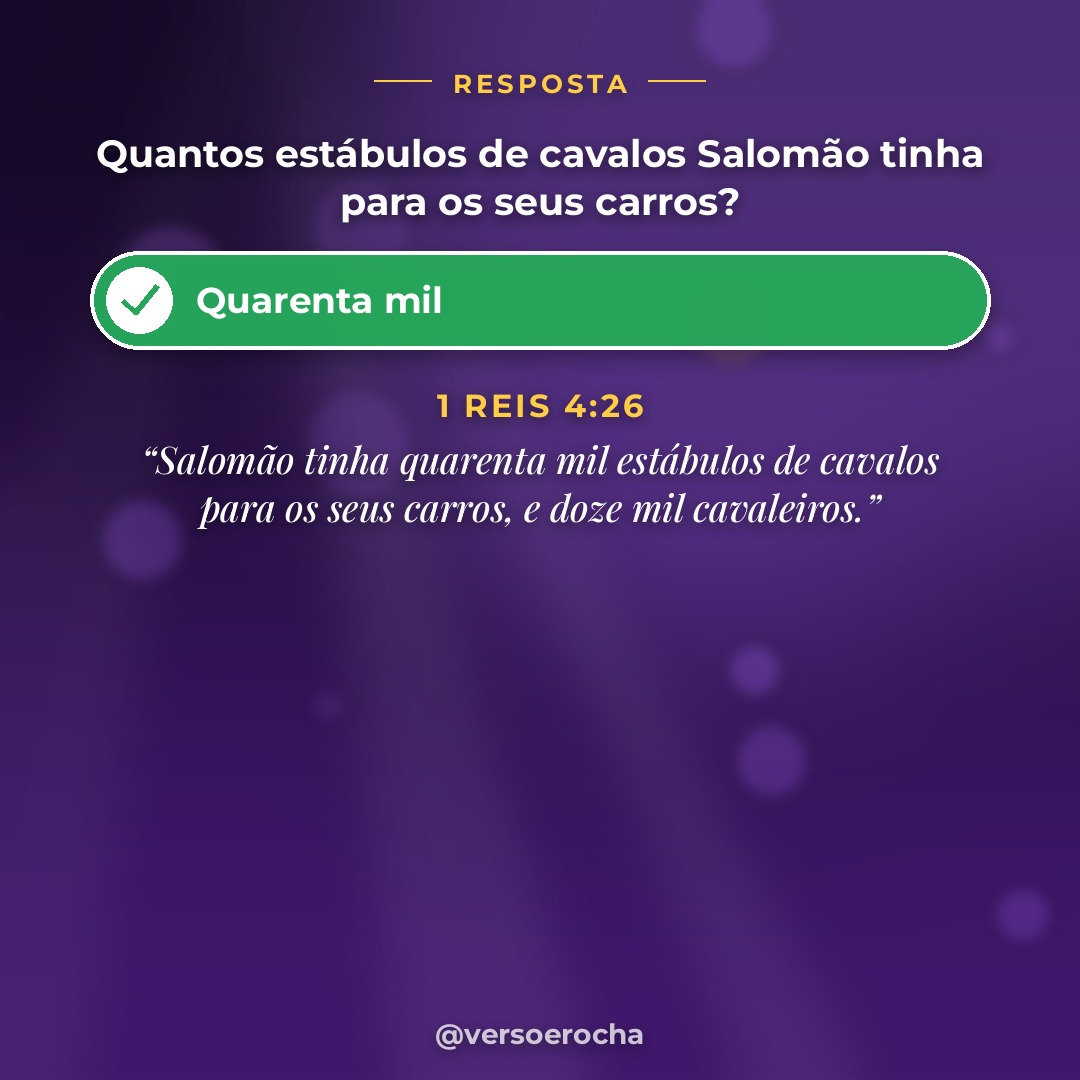 RESPOSTA
Quantos estábulos de cavalos Salomão tinha
para os seus carros?
Quarenta mil
1 REIS 4:26
“Salomão tinha quarenta mil estábulos de cavalos
para os seus carros, e doze mil cavaleiros.”
@versoerocha